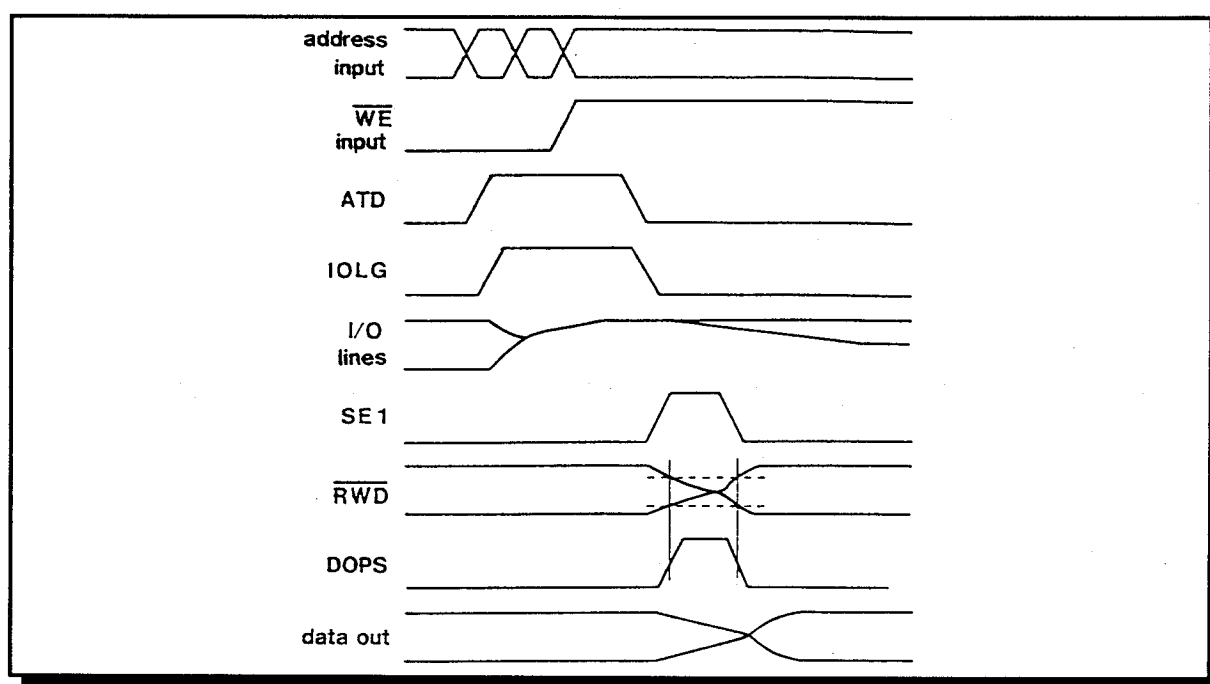 address
input
WE
input
ATD
IOLG
I/O
lines
SE1
RWD
DOPS
data out